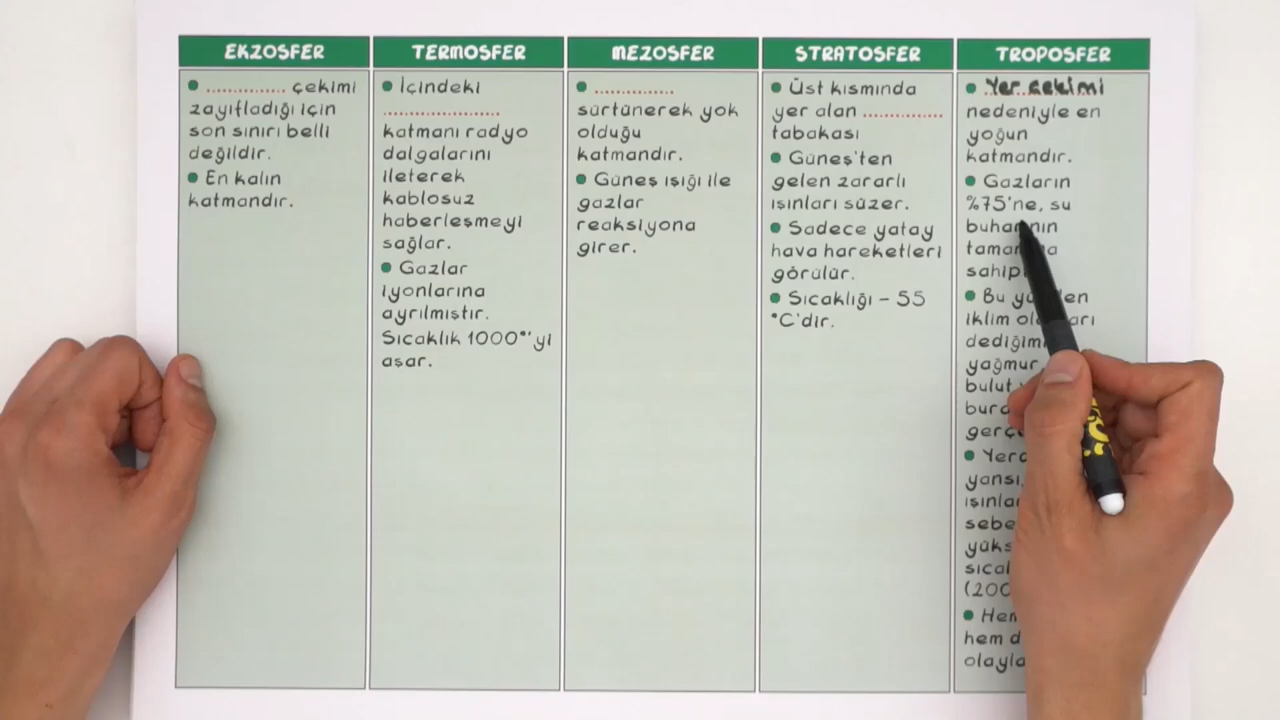 EKZOSFER
.............. çekimi
zayıfladığı için
son sınırı belli
değildir.
En kalın
katmandır.
TERMOSFER
İçindeki
....................
katmanı radyo
dalgalarını
ileterek
kablosuz
haberleşmeyi
sağlar.
Gazlar
iyonlarına
ayrılmıştır.
Sıcaklık 1000°'yi
aşar.
MEZOSFER
..............
sürtünerek yok
olduğu
katmandır.
Güneş ışığı ile
gazlar
reaksiyona
girer.
STRATOSFER
Üst kısmında
yer alan ..............
tabakası
Güneş'ten
gelen zararlı
ışınları süzer.
Sadece yatay
hava hareketleri
görülür.
Sıcaklığı - 55
°C'dir.
TROPOSFER
Yer çekimi
nedeniyle en
yoğun
katmandır.
Gazların
%75'ne, su
tamamına
Bu
iklim
yağmur
bulut